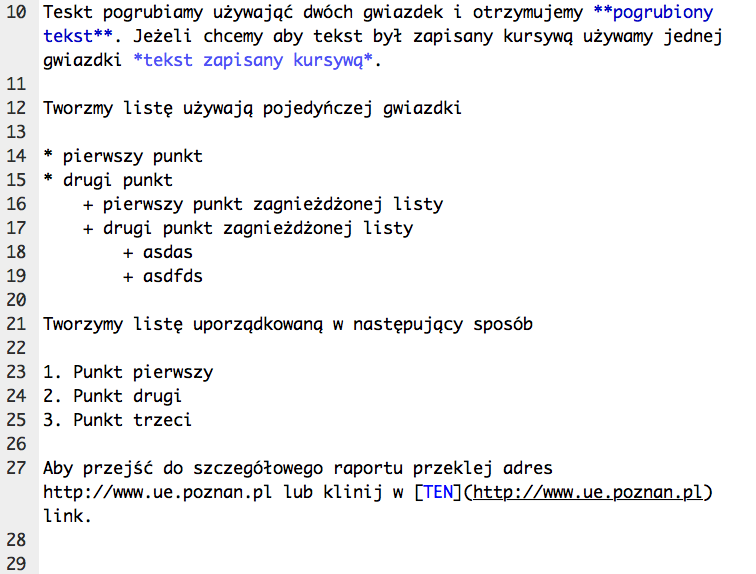 10 Teskt pogrubiamy używająć dwóch gwiazdek i otrzymujemy **pogrubiony
tekst**. Jeżeli chcemy aby tekst był zapisany kursywą używamy jednej
gwiazdki *tekst zapisany kursywą*.
11
12 Tworzmy listę używają pojedyńczej gwiazdki
13
14 * pierwszy punkt
15 * drugi punkt
16     + pierwszy punkt zagnieżdżonej listy
17     + drugi punkt zagnieżdżonej listy
18         + asdas
19         + asdfds
20
21 Tworzymy listę uporządkowaną w następujący sposób
22
23 1. Punkt pierwszy
24 2. Punkt drugi
25 3. Punkt trzeci
26
27 Aby przejść do szczegółowego raportu przeklej adres
http://www.ue.poznan.pl lub klinij w [TEN](http://www.ue.poznan.pl)
link.
28
29